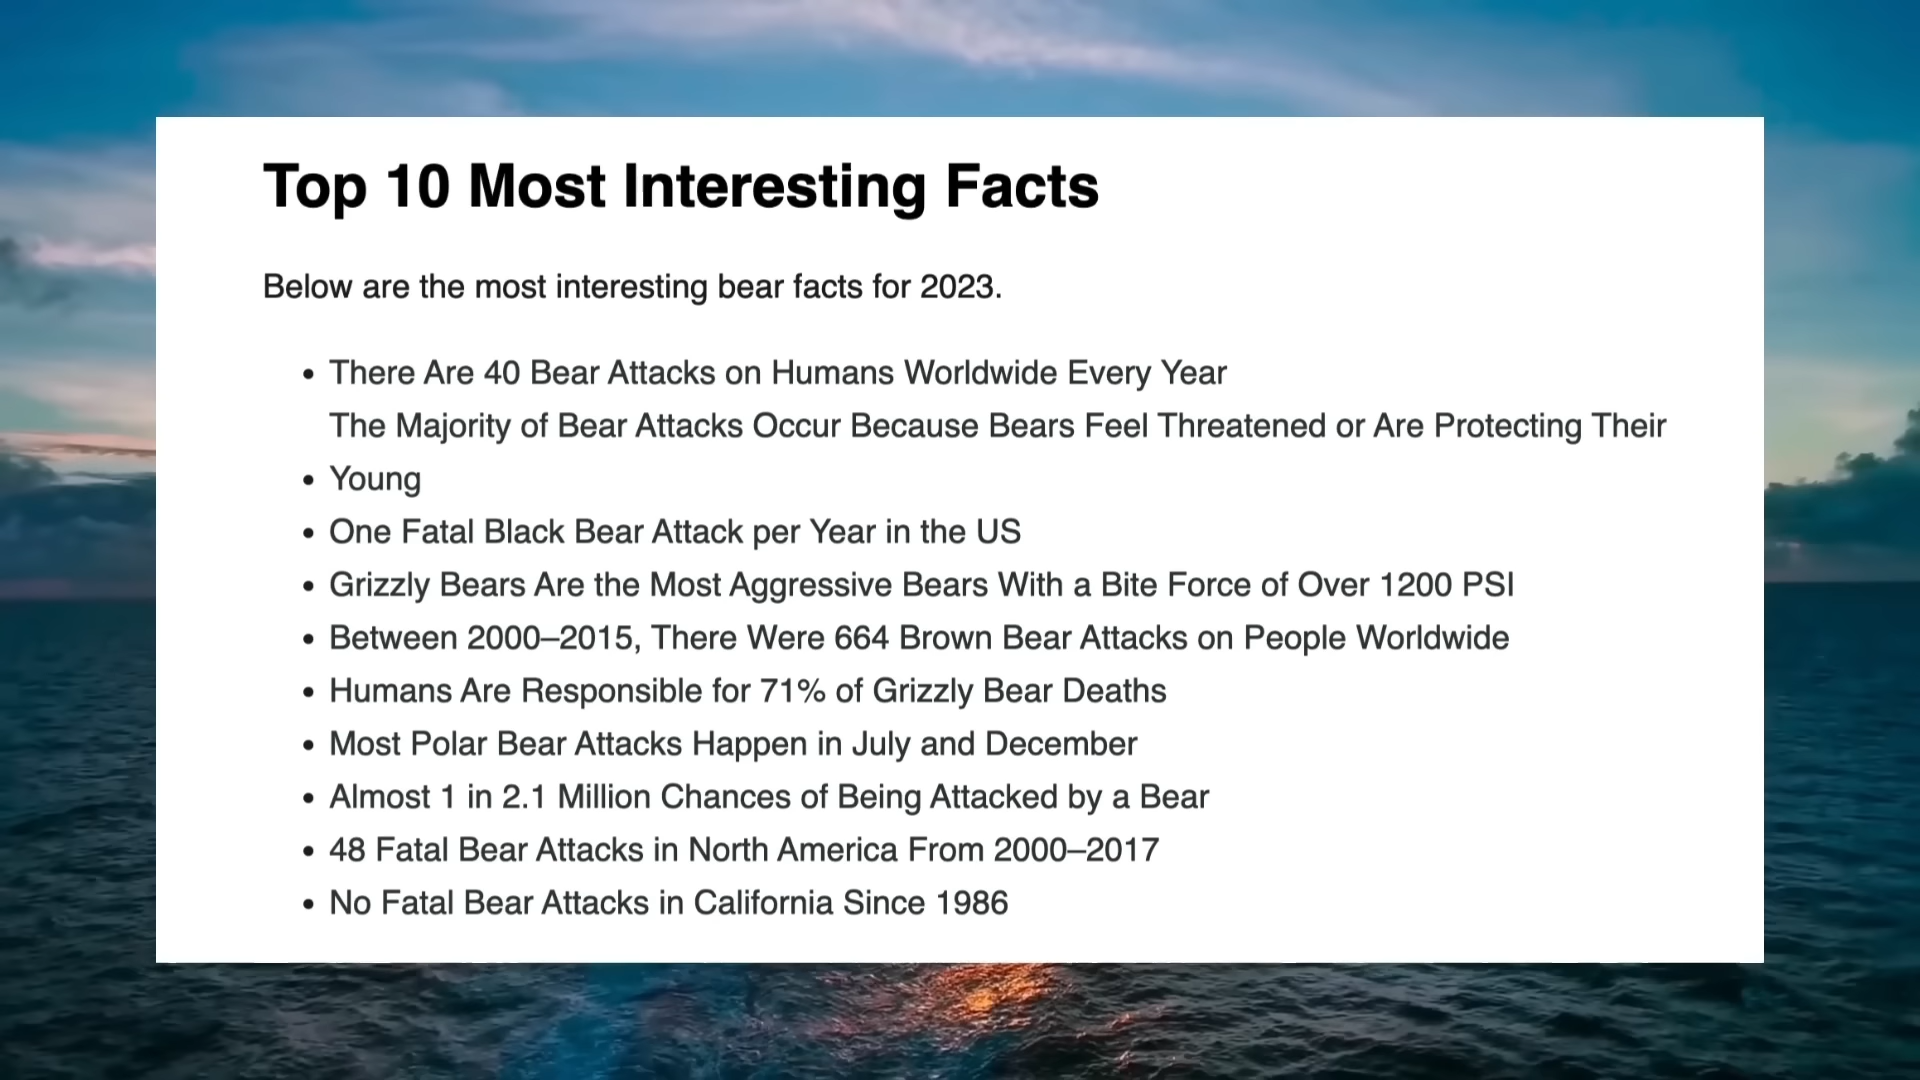 Top 10 Most Interesting Facts
Below are the most interesting bear facts for 2023.
• There Are 40 Bear Attacks on Humans Worldwide Every Year
The Majority of Bear Attacks Occur Because Bears Feel Threatened or Are Protecting Their
• Young
• One Fatal Black Bear Attack per Year in the US
• Grizzly Bears Are the Most Aggressive Bears With a Bite Force of Over 1200 PSI
• Between 2000–2015, There Were 664 Brown Bear Attacks on People Worldwide
• Humans Are Responsible for 71% of Grizzly Bear Deaths
• Most Polar Bear Attacks Happen in July and December
• Almost 1 in 2.1 Million Chances of Being Attacked by a Bear
• 48 Fatal Bear Attacks in North America From 2000–2017
• No Fatal Bear Attacks in California Since 1986